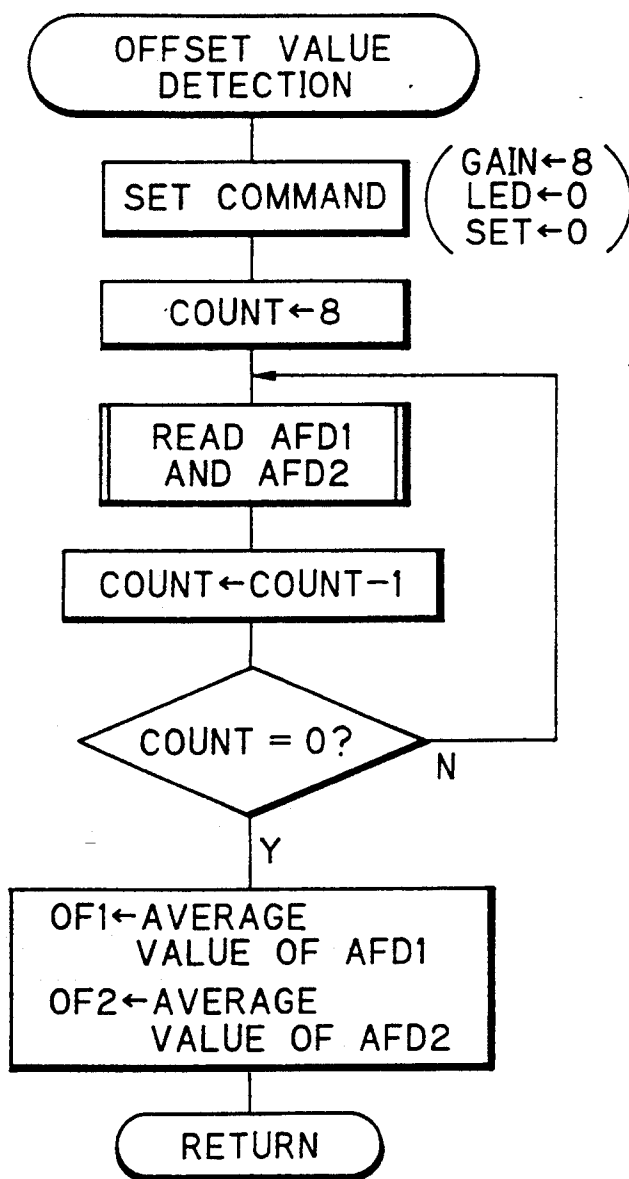 OFFSET VALUE
DETECTION
SET COMMAND
GAIN←8
LED←0
SET←0
COUNT←8
READ AFD1
AND AFD2
COUNT←COUNT-1
COUNT = 0?
N
Y
OF1←AVERAGE
VALUE OF AFD1
OF2←AVERAGE
VALUE OF AFD2
RETURN